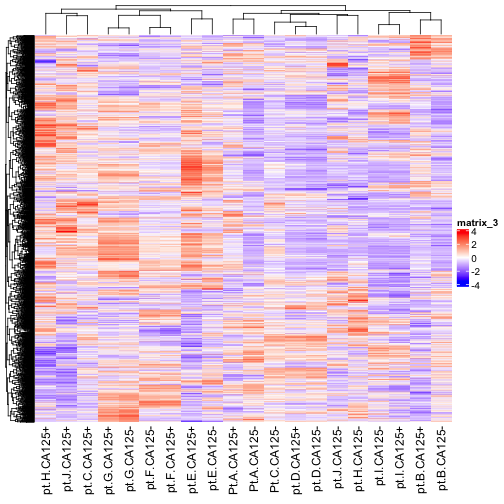 matrix_3
4
2
0
-2
-4
pt.H.CA125+
pt.J.CA125+
pt.C.CA125+
pt.G.CA125+
pt.G.CA125-
pt.F.CA125-
pt.F.CA125+
pt.E.CA125+
pt.E.CA125-
Pt.A.CA125+
Pt.A.CA125-
Pt.C.CA125-
pt.D.CA125+
pt.D.CA125-
pt.J.CA125-
pt.H.CA125-
pt.I.CA125-
pt.I.CA125+
pt.B.CA125+
pt.B.CA125-